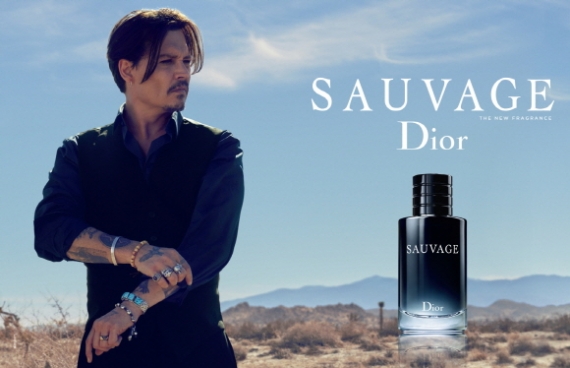 SAUVAGE
THE NEW FRAGRANCE
Dior
SAUVAGE
Dior